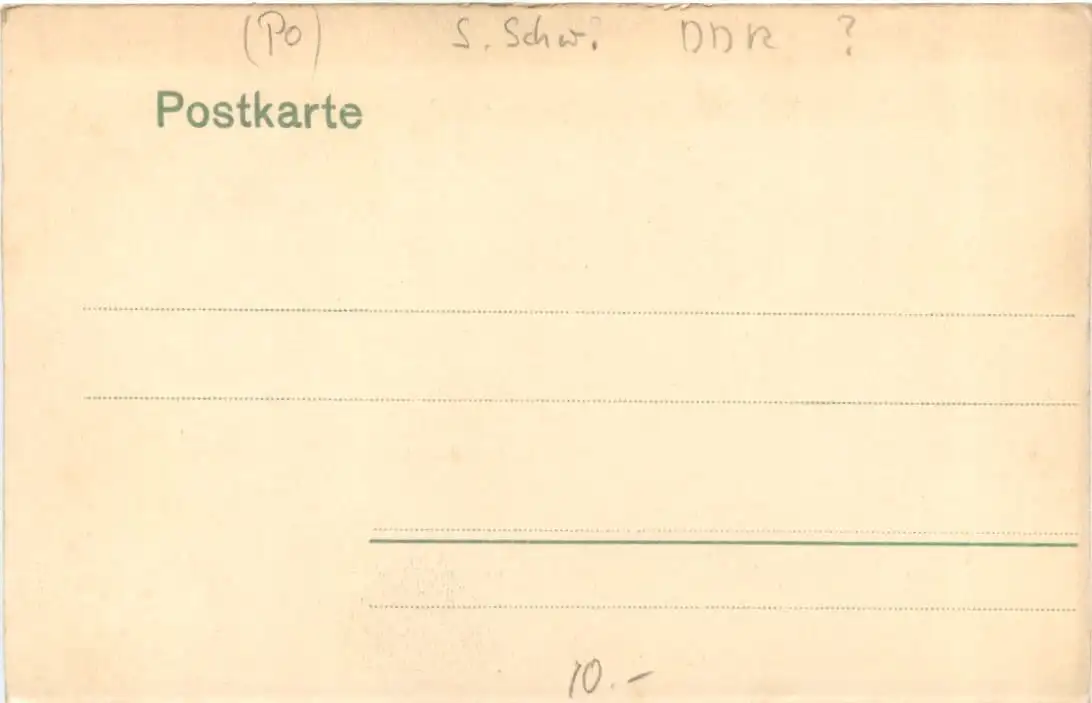 (Po) S. Schw. DDR ?
Postkarte
10.-